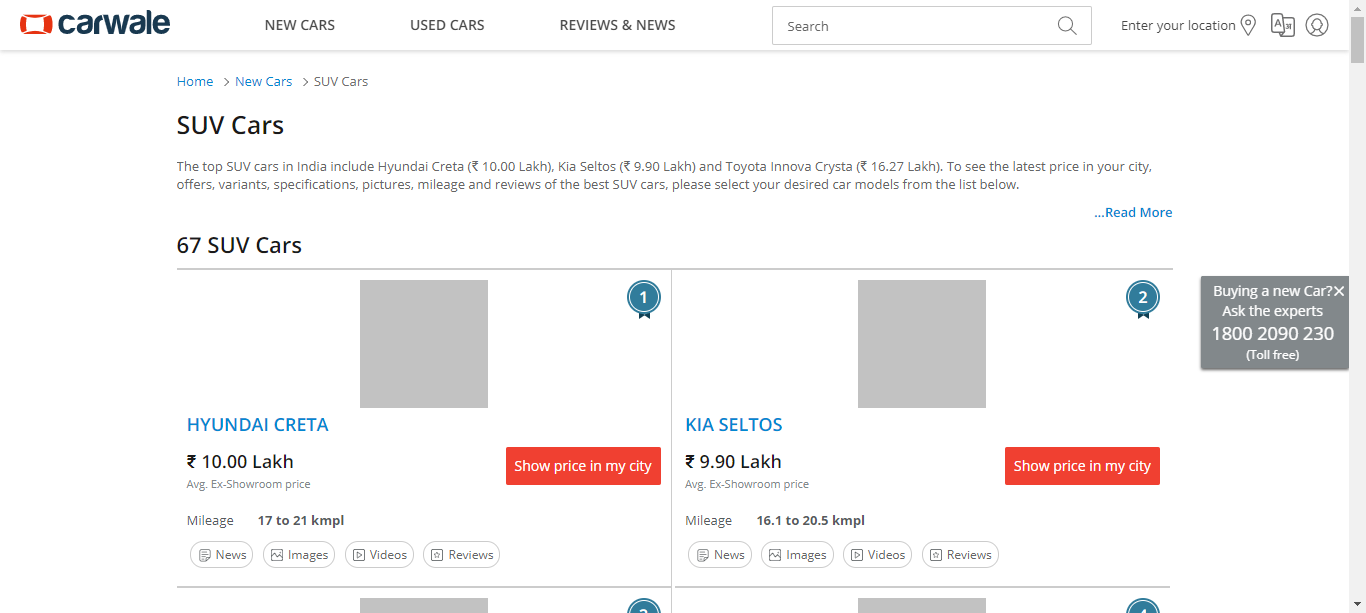 carwale
NEW CARS
USED CARS
REVIEWS & NEWS
Search
Enter your location
Home > New Cars > SUV Cars
SUV Cars
The top SUV cars in India include Hyundai Creta (₹ 10.00 Lakh), Kia Seltos (₹ 9.90 Lakh) and Toyota Innova Crysta (₹ 16.27 Lakh). To see the latest price in your city,
offers, variants, specifications, pictures, mileage and reviews of the best SUV cars, please select your desired car models from the list below.
...Read More
67 SUV Cars
1
2
Buying a new Car?
Ask the experts
1800 2090 230
(Toll free)
HYUNDAI CRETA
₹ 10.00 Lakh
Show price in my city
Avg. Ex-Showroom price
Mileage 17 to 21 kmpl
News Images Videos Reviews
KIA SELTOS
₹ 9.90 Lakh
Show price in my city
Avg. Ex-Showroom price
Mileage 16.1 to 20.5 kmpl
News Images Videos Reviews
3
4